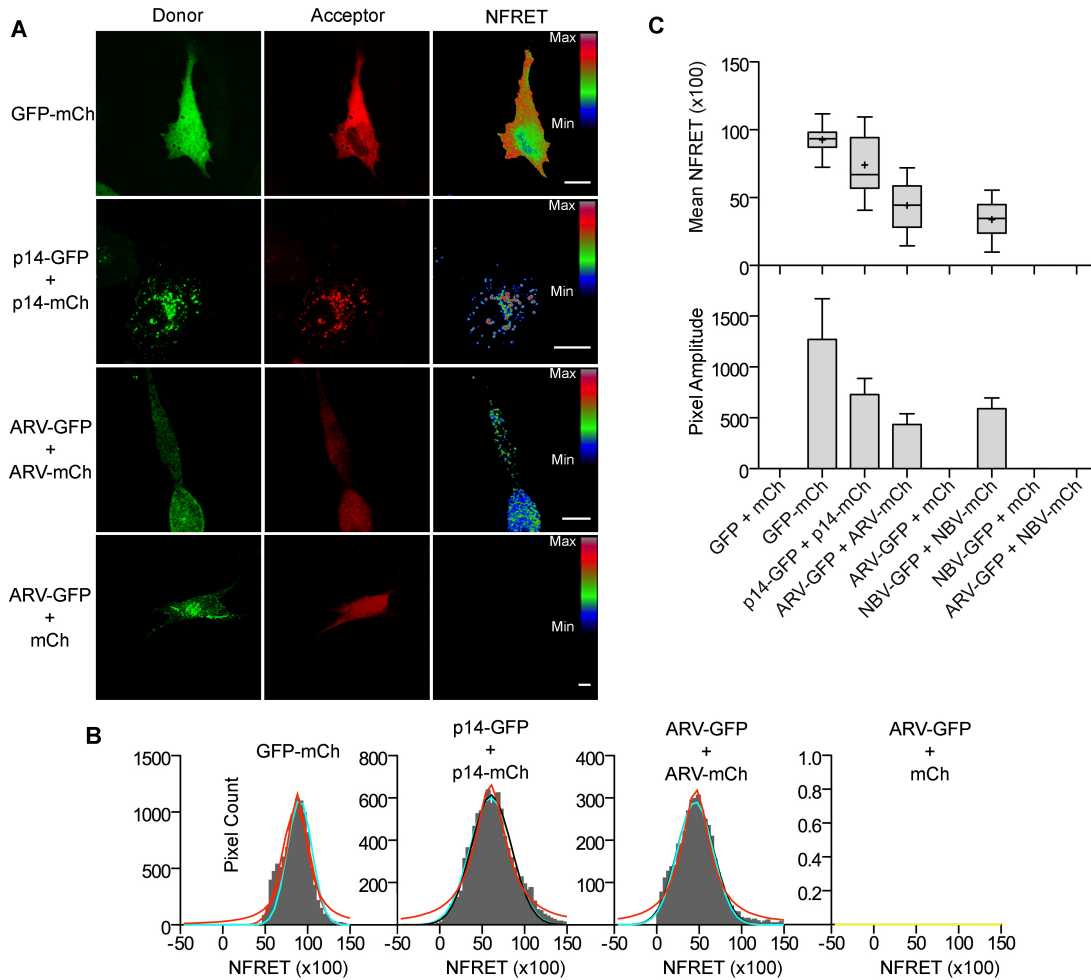 A
Donor
Acceptor
NFRET
GFP-mCh
Max
Min
p14-GFP
+
p14-mCh
Max
Min
ARV-GFP
+
ARV-mCh
Max
Min
ARV-GFP
+
mCh
Max
Min
C
Mean NFRET (x100)
150
100
50
0
Pixel Amplitude
1500
1000
500
0
GFP + mCh
GFP-mCh
p14-GFP + p14-mCh
ARV-GFP + ARV-mCh
ARV-GFP + mCh
NBV-GFP + NBV-mCh
NBV-GFP + mCh
ARV-GFP + NBV-mCh
B
GFP-mCh
Pixel Count
1500
1000
500
0
-50 0 50 100 150
NFRET (x100)
p14-GFP
+
p14-mCh
800
600
400
200
-50 0 50 100 150
NFRET (x100)
ARV-GFP
+
ARV-mCh
400
300
200
100
-50 0 50 100 150
NFRET (x100)
ARV-GFP
+
mCh
1.0
0.8
0.6
0.4
0.2
-50 0 50 100 150
NFRET (x100)